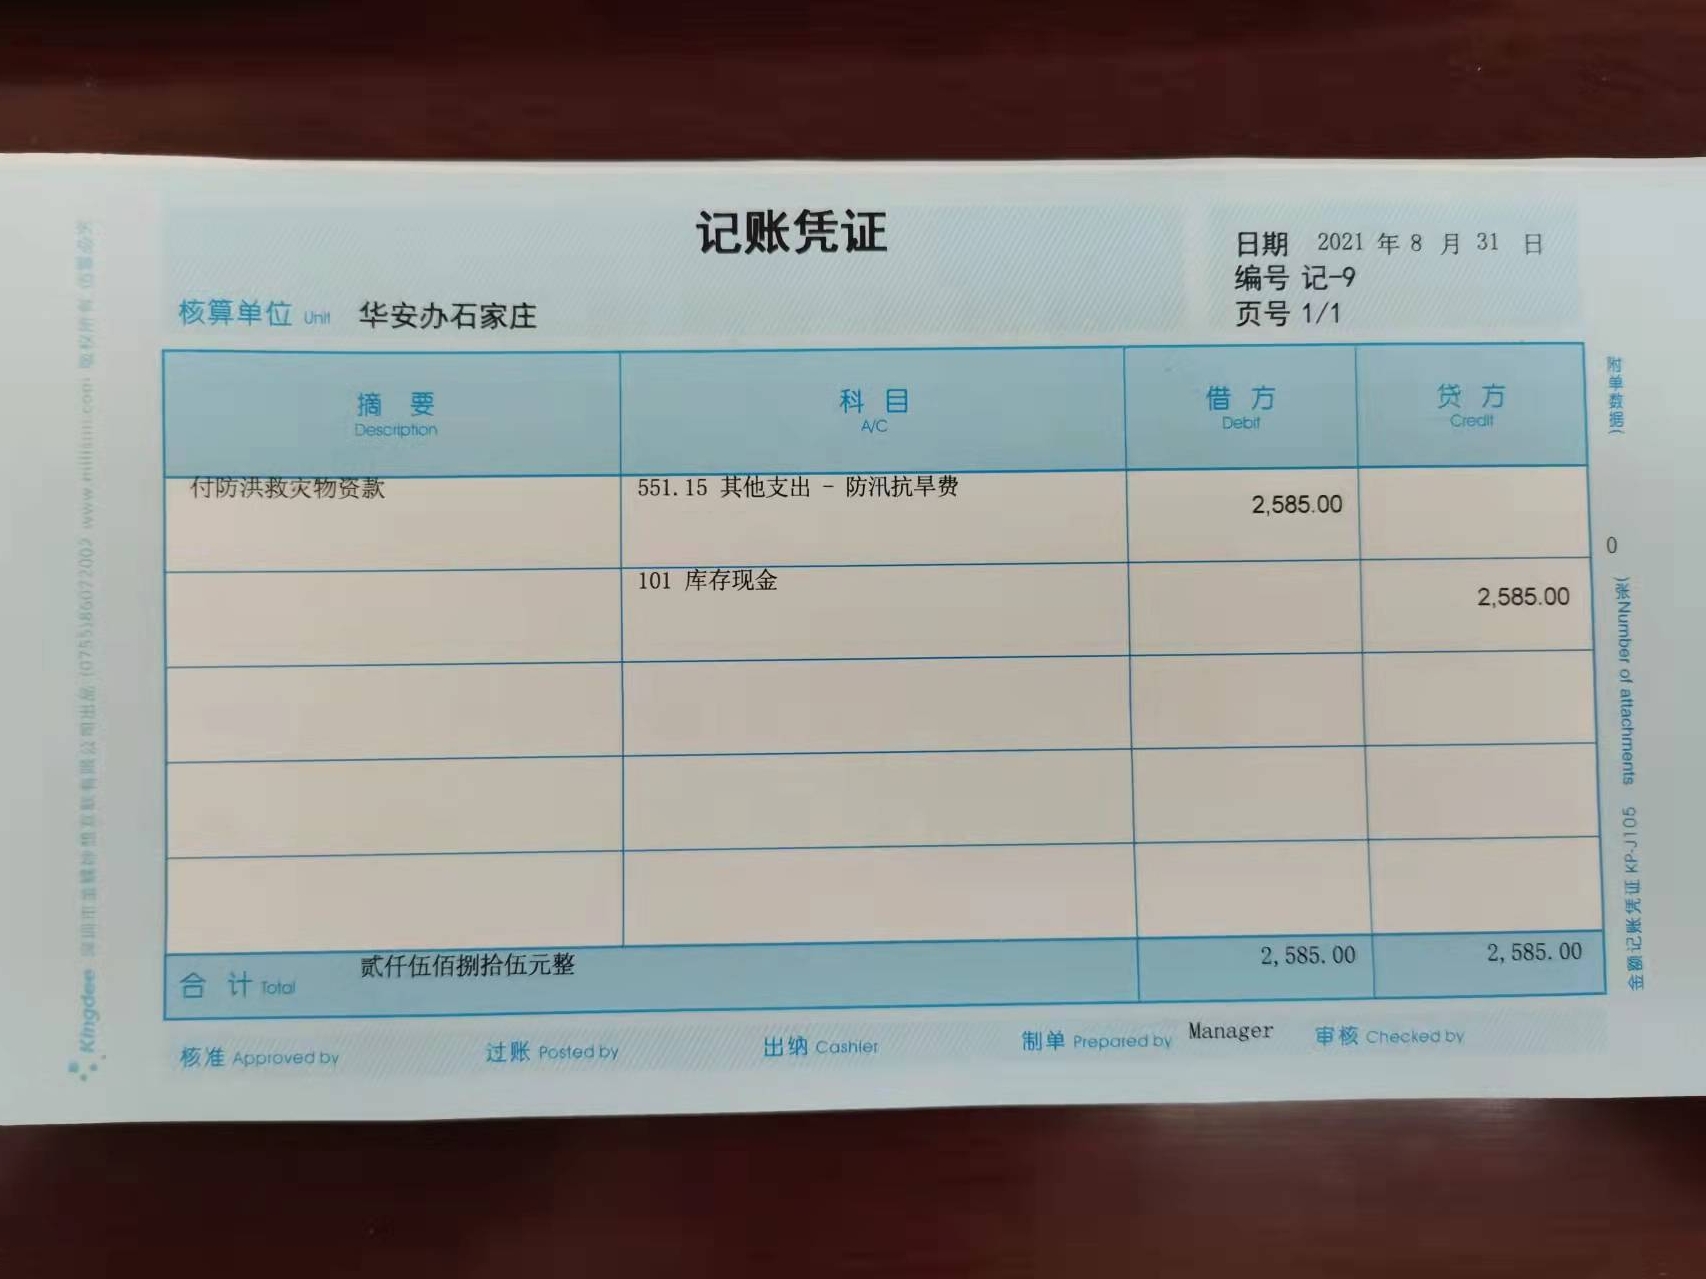 记账凭证
日期 2021 年 8 月 31 日
编号 记-9
页号 1/1
核算单位 Unit 华安办石家庄
摘 要 科 目 借 方 贷 方
Description A/C Debit Credit
付防洪救灾物资款 551.15 其他支出 - 防汛抗旱费 2,585.00
101 库存现金 2,585.00
合 计 Total 贰仟伍佰捌拾伍元整 2,585.00 2,585.00
核准 Approved by 过账 Posted by 出纳 Cashier 制单 Prepared by Manager 审核 Checked by
附单数据( 0 张)Number of attachments 金额记账凭证 KP-J105
Kingdee (0755)86072002